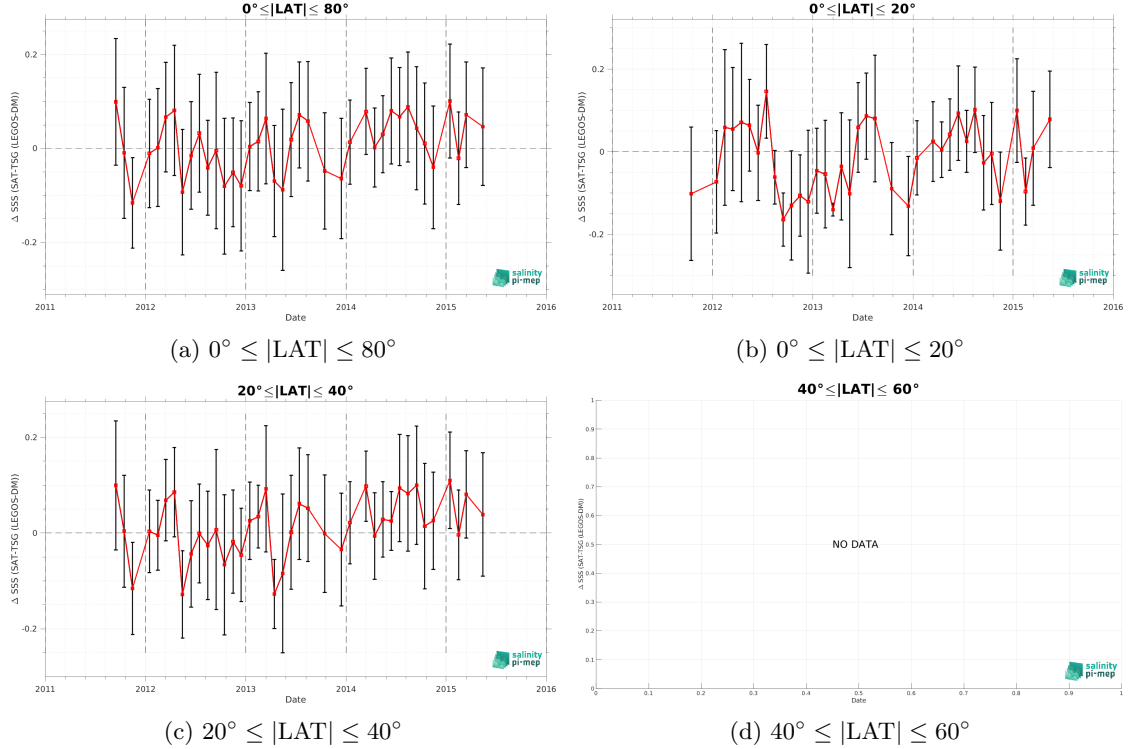 0°≤|LAT|≤ 80°
Δ SSS (SAT-TSG (LEGOS-DM))
0.2
0
-0.2
salinity
pi-mep
2011 2012 2013 2014 2015 2016
Date
(a) 0° ≤ |LAT| ≤ 80°
0°≤|LAT|≤ 20°
Δ SSS (SAT-TSG (LEGOS-DM))
0.2
0
-0.2
salinity
pi-mep
2011 2012 2013 2014 2015 2016
Date
(b) 0° ≤ |LAT| ≤ 20°
20°≤|LAT|≤ 40°
Δ SSS (SAT-TSG (LEGOS-DM))
0.2
0
-0.2
salinity
pi-mep
2011 2012 2013 2014 2015 2016
Date
(c) 20° ≤ |LAT| ≤ 40°
40°≤|LAT|≤ 60°
Δ SSS (SAT-TSG (LEGOS-DM))
1
0.9
0.8
0.7
0.6
0.5
0.4
0.3
0.2
0.1
0
NO DATA
salinity
pi-mep
0 0.1 0.2 0.3 0.4 0.5 0.6 0.7 0.8 0.9 1
Date
(d) 40° ≤ |LAT| ≤ 60°